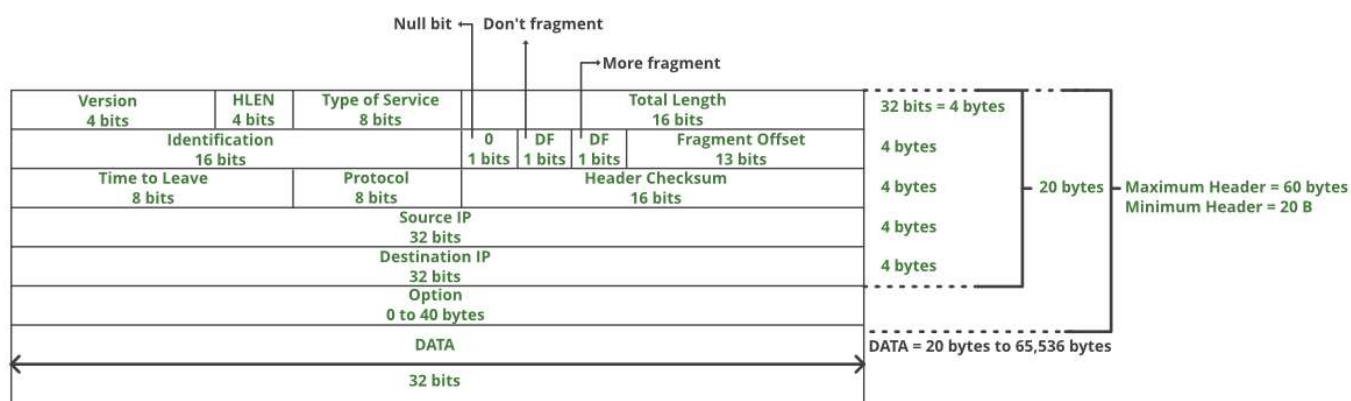 Null bit Don't fragment
More fragment
Version HLEN Type of Service Total Length
4 bits 4 bits 8 bits 16 bits
32 bits = 4 bytes
Identification 0 DF DF Fragment Offset
16 bits 1 bits 1 bits 1 bits 13 bits
4 bytes
Time to Leave Protocol Header Checksum
8 bits 8 bits 16 bits
4 bytes
20 bytes
Maximum Header = 60 bytes
Minimum Header = 20 B
Source IP
32 bits
4 bytes
Destination IP
32 bits
4 bytes
Option
0 to 40 bytes
DATA
DATA = 20 bytes to 65,536 bytes
32 bits